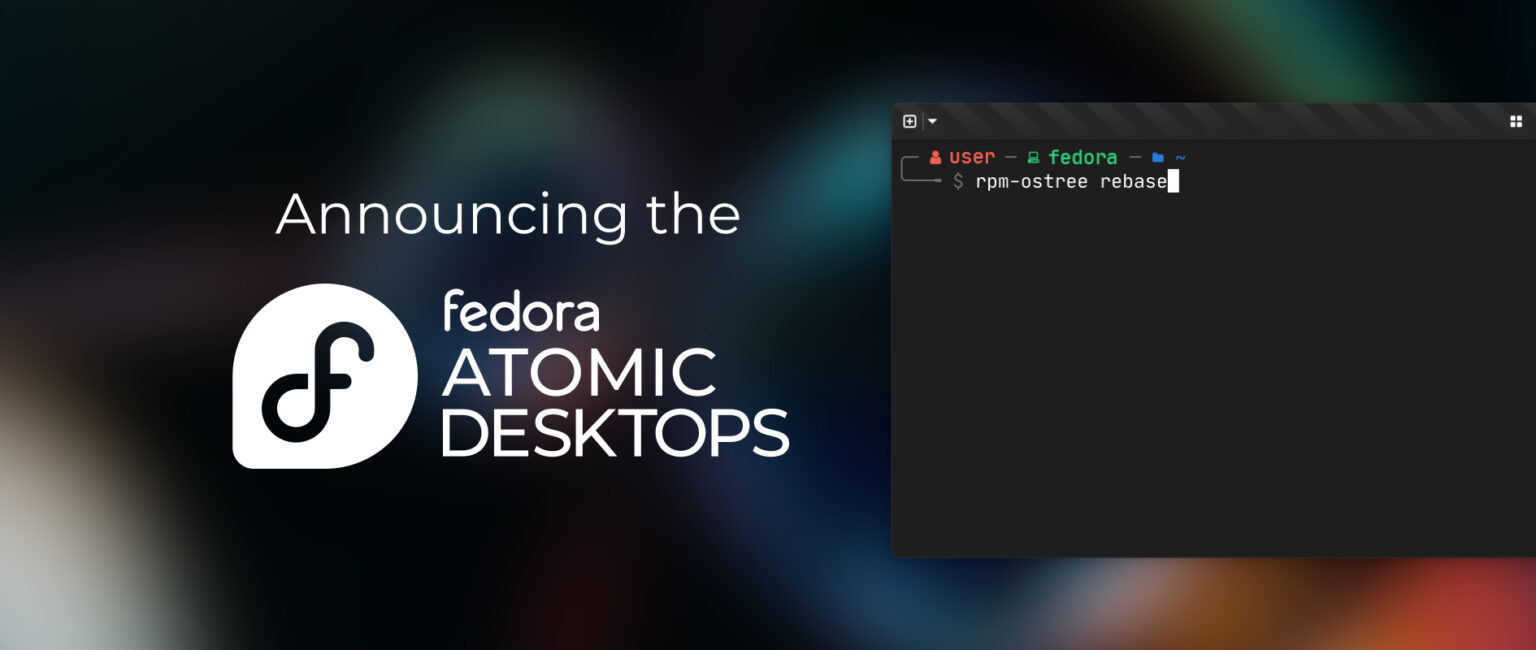 Announcing the
fedora
ATOMIC
DESKTOPS
user — fedora — ~
$ rpm-ostree rebase